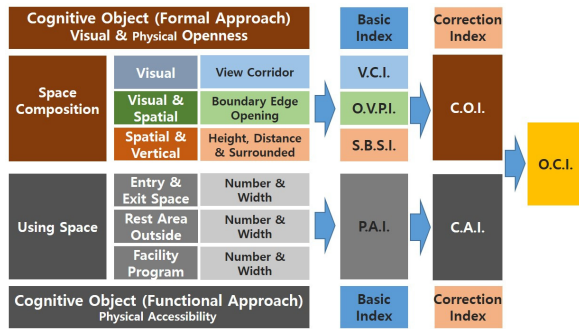 Cognitive Object (Formal Approach)
Visual & Physical Openness
Basic
Index
Correction
Index
Space
Composition
Visual
View Corridor
V.C.I.
Visual &
Spatial
Boundary Edge
Opening
O.V.P.I.
C.O.I.
Spatial &
Vertical
Height, Distance
& Surrounded
S.B.S.I.
O.C.I.
Using Space
Entry &
Exit Space
Number &
Width
Rest Area
Outside
Number &
Width
P.A.I.
C.A.I.
Facility
Program
Number &
Width
Cognitive Object (Functional Approach)
Physical Accessibility
Basic
Index
Correction
Index